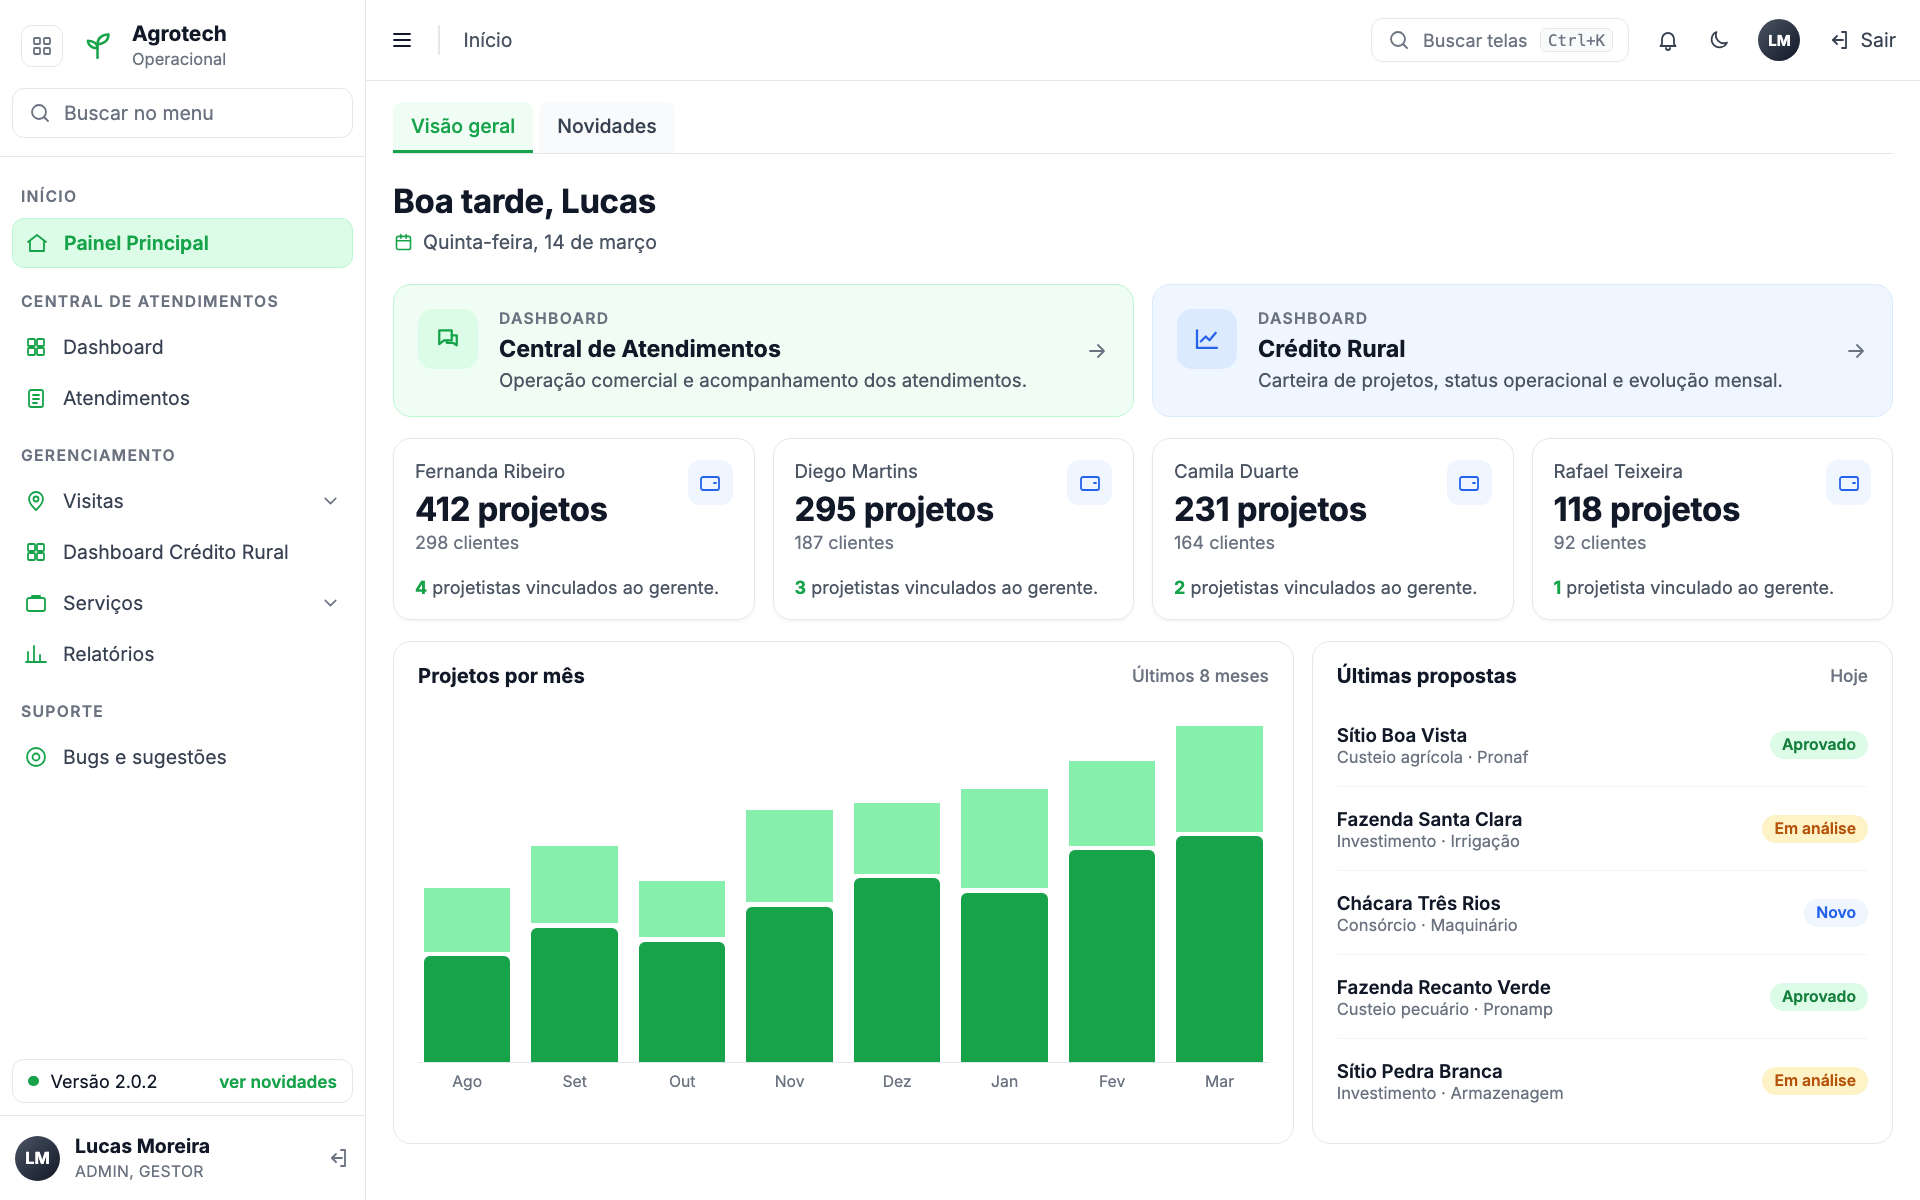 Agrotech
Operacional
Buscar no menu
INÍCIO
Painel Principal
CENTRAL DE ATENDIMENTOS
Dashboard
Atendimentos
GERENCIAMENTO
Visitas
Dashboard Crédito Rural
Serviços
Relatórios
SUPORTE
Bugs e sugestões
Versão 2.0.2 ver novidades
LM Lucas Moreira
ADMIN, GESTOR
Início
Buscar telas Ctrl+K
LM
Sair
Visão geral Novidades
Boa tarde, Lucas
Quinta-feira, 14 de março
DASHBOARD
Central de Atendimentos
Operação comercial e acompanhamento dos atendimentos.
DASHBOARD
Crédito Rural
Carteira de projetos, status operacional e evolução mensal.
Fernanda Ribeiro
412 projetos
298 clientes
4 projetistas vinculados ao gerente.
Diego Martins
295 projetos
187 clientes
3 projetistas vinculados ao gerente.
Camila Duarte
231 projetos
164 clientes
2 projetistas vinculados ao gerente.
Rafael Teixeira
118 projetos
92 clientes
1 projetista vinculado ao gerente.
Projetos por mês Últimos 8 meses
Ago Set Out Nov Dez Jan Fev Mar
Últimas propostas Hoje
Sítio Boa Vista
Custeio agrícola · Pronaf
Aprovado
Fazenda Santa Clara
Investimento · Irrigação
Em análise
Chácara Três Rios
Consórcio · Maquinário
Novo
Fazenda Recanto Verde
Custeio pecuário · Pronamp
Aprovado
Sítio Pedra Branca
Investimento · Armazenagem
Em análise